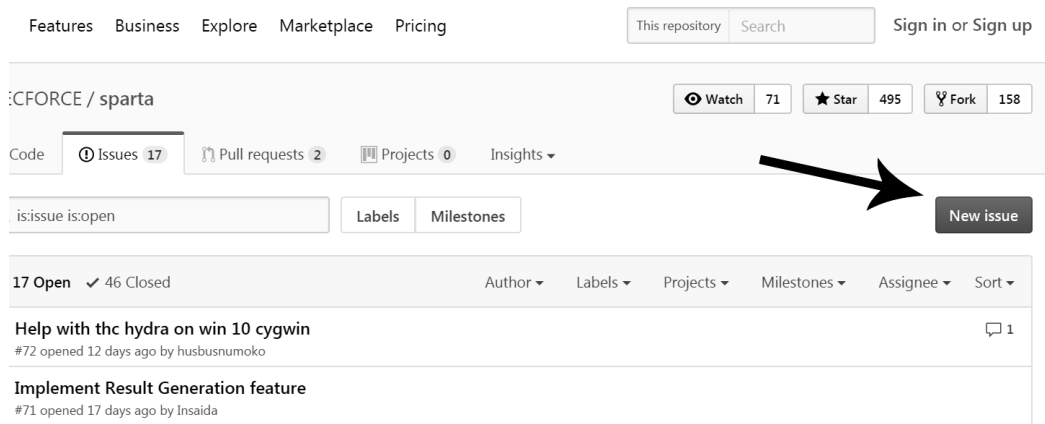 Features Business Explore Marketplace Pricing This repository Search Sign in or Sign up
ECFORCE / sparta Watch 71 Star 495 Fork 158
Code Issues 17 Pull requests 2 Projects 0 Insights
is:issue is:open Labels Milestones New issue
17 Open 46 Closed Author Labels Projects Milestones Assignee Sort
Help with thc hydra on win 10 cygwin 1
#72 opened 12 days ago by husbusnumoko
Implement Result Generation feature
#71 opened 17 days ago by Insaida